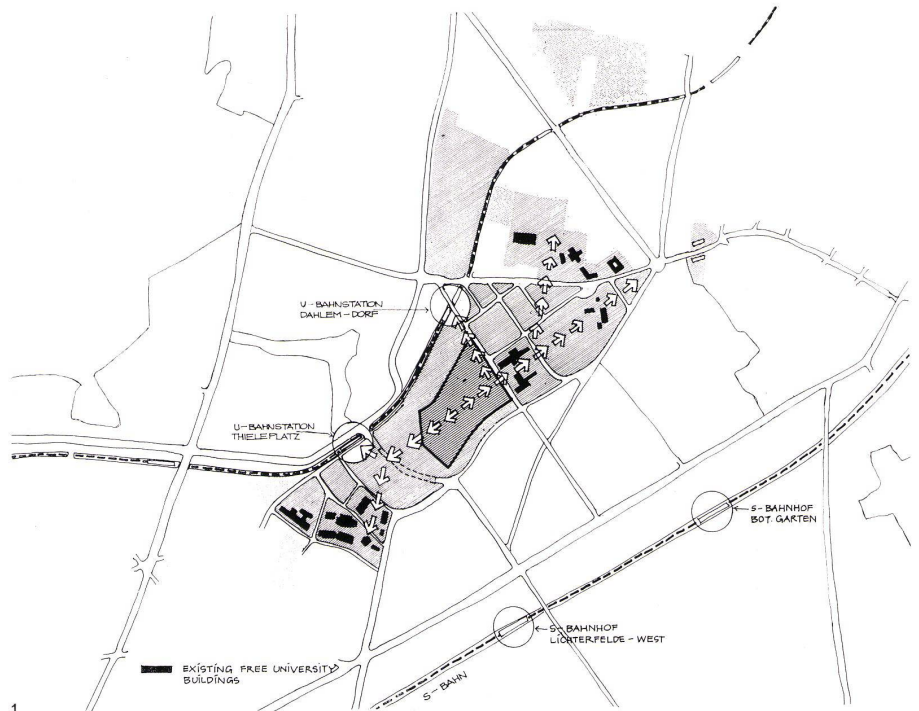 U-BAHNSTATION
DAHLEM-DORF
U-BAHNSTATION
THIELEPLATZ
S-BAHNHOF
BOT. GARTEN
S-BAHNHOF
LICHTERFELDE-WEST
EXISTING FREE UNIVERSITY
BUILDINGS
S-BAHN
1